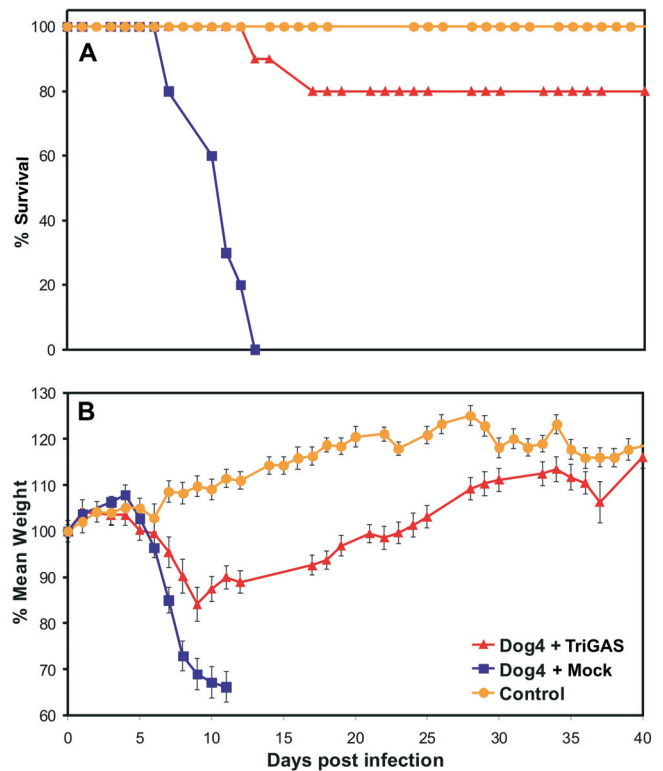 100
A
80
60
40
20
0
% Survival
130
B
120
110
100
90
80
70
60
% Mean Weight
Dog4 + TriGAS
Dog4 + Mock
Control
0 5 10 15 20 25 30 35 40
Days post infection